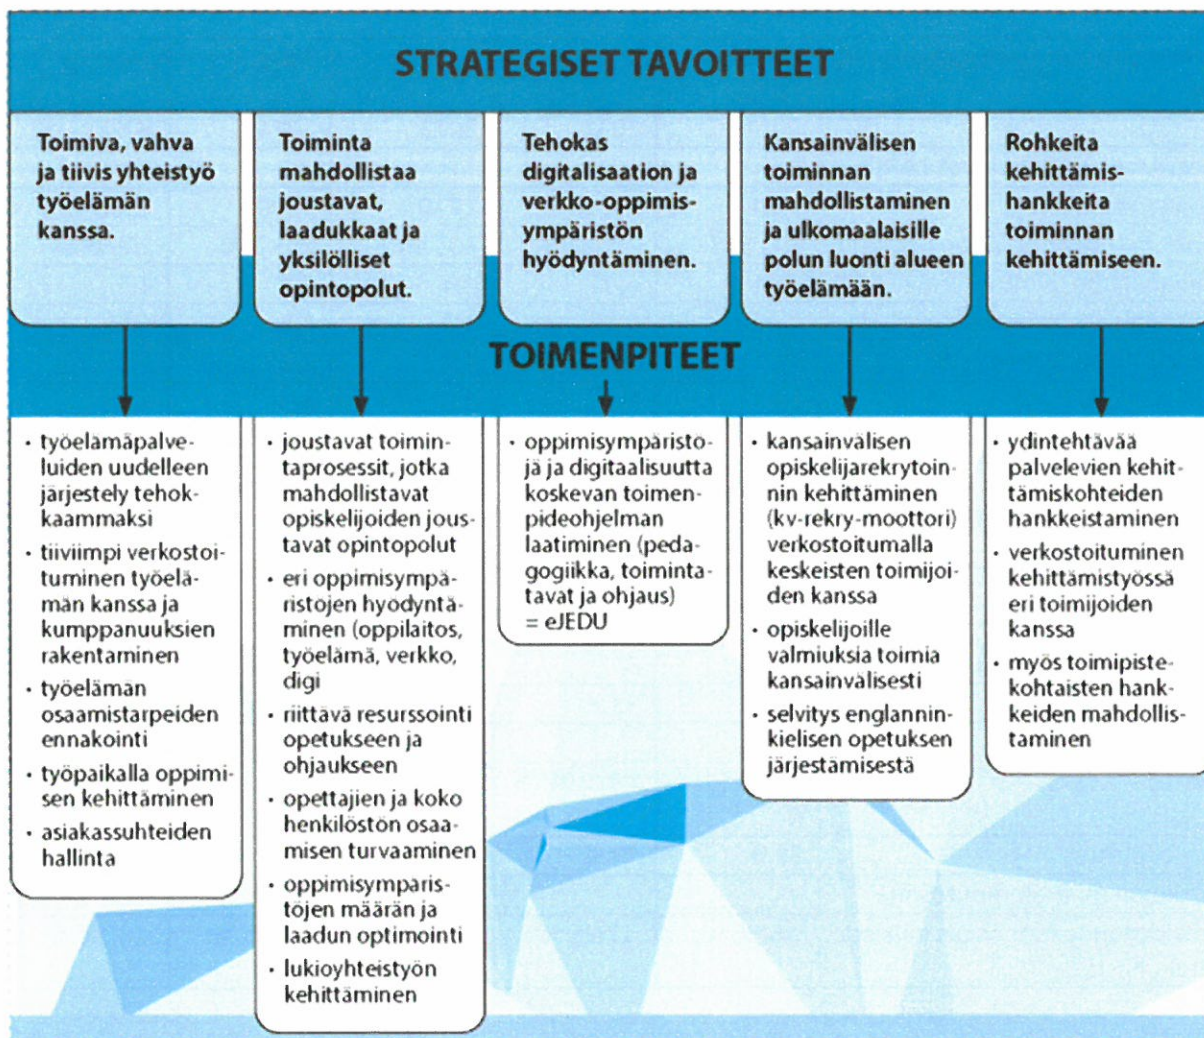 STRATEGISET TAVOITTEET
Toimiva, vahva
ja tiivis yhteistyö
työelämän
kanssa.
Toiminta
mahdollistaa
joustavat,
laadukkaat ja
yksilölliset
opintopolut.
Tehokas
digitalisaation ja
verkko-oppimis-
ympäristön
hyödyntäminen.
Kansainvälisen
toiminnan
mahdollistaminen
ja ulkomaalaisille
polun luonti alueen
työelämään.
Rohkeita
kehittämis-
hankkeita
toiminnan
kehittämiseen.
TOIMENPITEET
· työelämäpalve-
luiden uudelleen
järjestely tehok-
kaammaksi
· tiiviimpi verkostoi-
tuminen työelä-
män kanssa ja
kumppanuuksien
rakentaminen
· työelämän
osaamistarpeiden
ennakointi
· työpaikalla oppimi-
sen kehittäminen
· asiakassuhteiden
hallinta
· joustavat toimin-
taprosessit, jotka
mahdollistavat
opiskelijoiden jous-
tavat opintopolut
· eri oppimisympä-
ristöjen hyödyntä-
minen (oppilaitos,
työelämä, verkko,
digi
· riittävä resurssointi
opetukseen ja
ohjaukseen
· opettajien ja koko
henkilöstön osaa-
misen turvaaminen
· oppimisympäris-
töjen määrän ja
laadun optimointi
· lukioyhteistyön
kehittäminen
· oppimisympäristö-
jä ja digitaalisuutta
koskevan toimen-
pideohjelman
laatiminen (peda-
gogiikka, toiminta-
tavat ja ohjaus)
= eJEDU
· kansainvälisen
opiskelijarekrytoin-
nin kehittäminen
(kv-rekry-moottori)
verkostoitumalla
keskeisten toimijoi-
den kanssa
· opiskelijoille
valmiuksia toimia
kansainvälisesti
· selvitys englannin-
kielisen opetuksen
järjestämisestä
· ydintehtävää
palvelevien kehit-
tämiskohteiden
hankkeistaminen
· verkostoituminen
kehittämistyössä
eri toimijoiden
kanssa
· myös toimipiste-
kohtaisten hank-
keiden mahdollis-
taminen